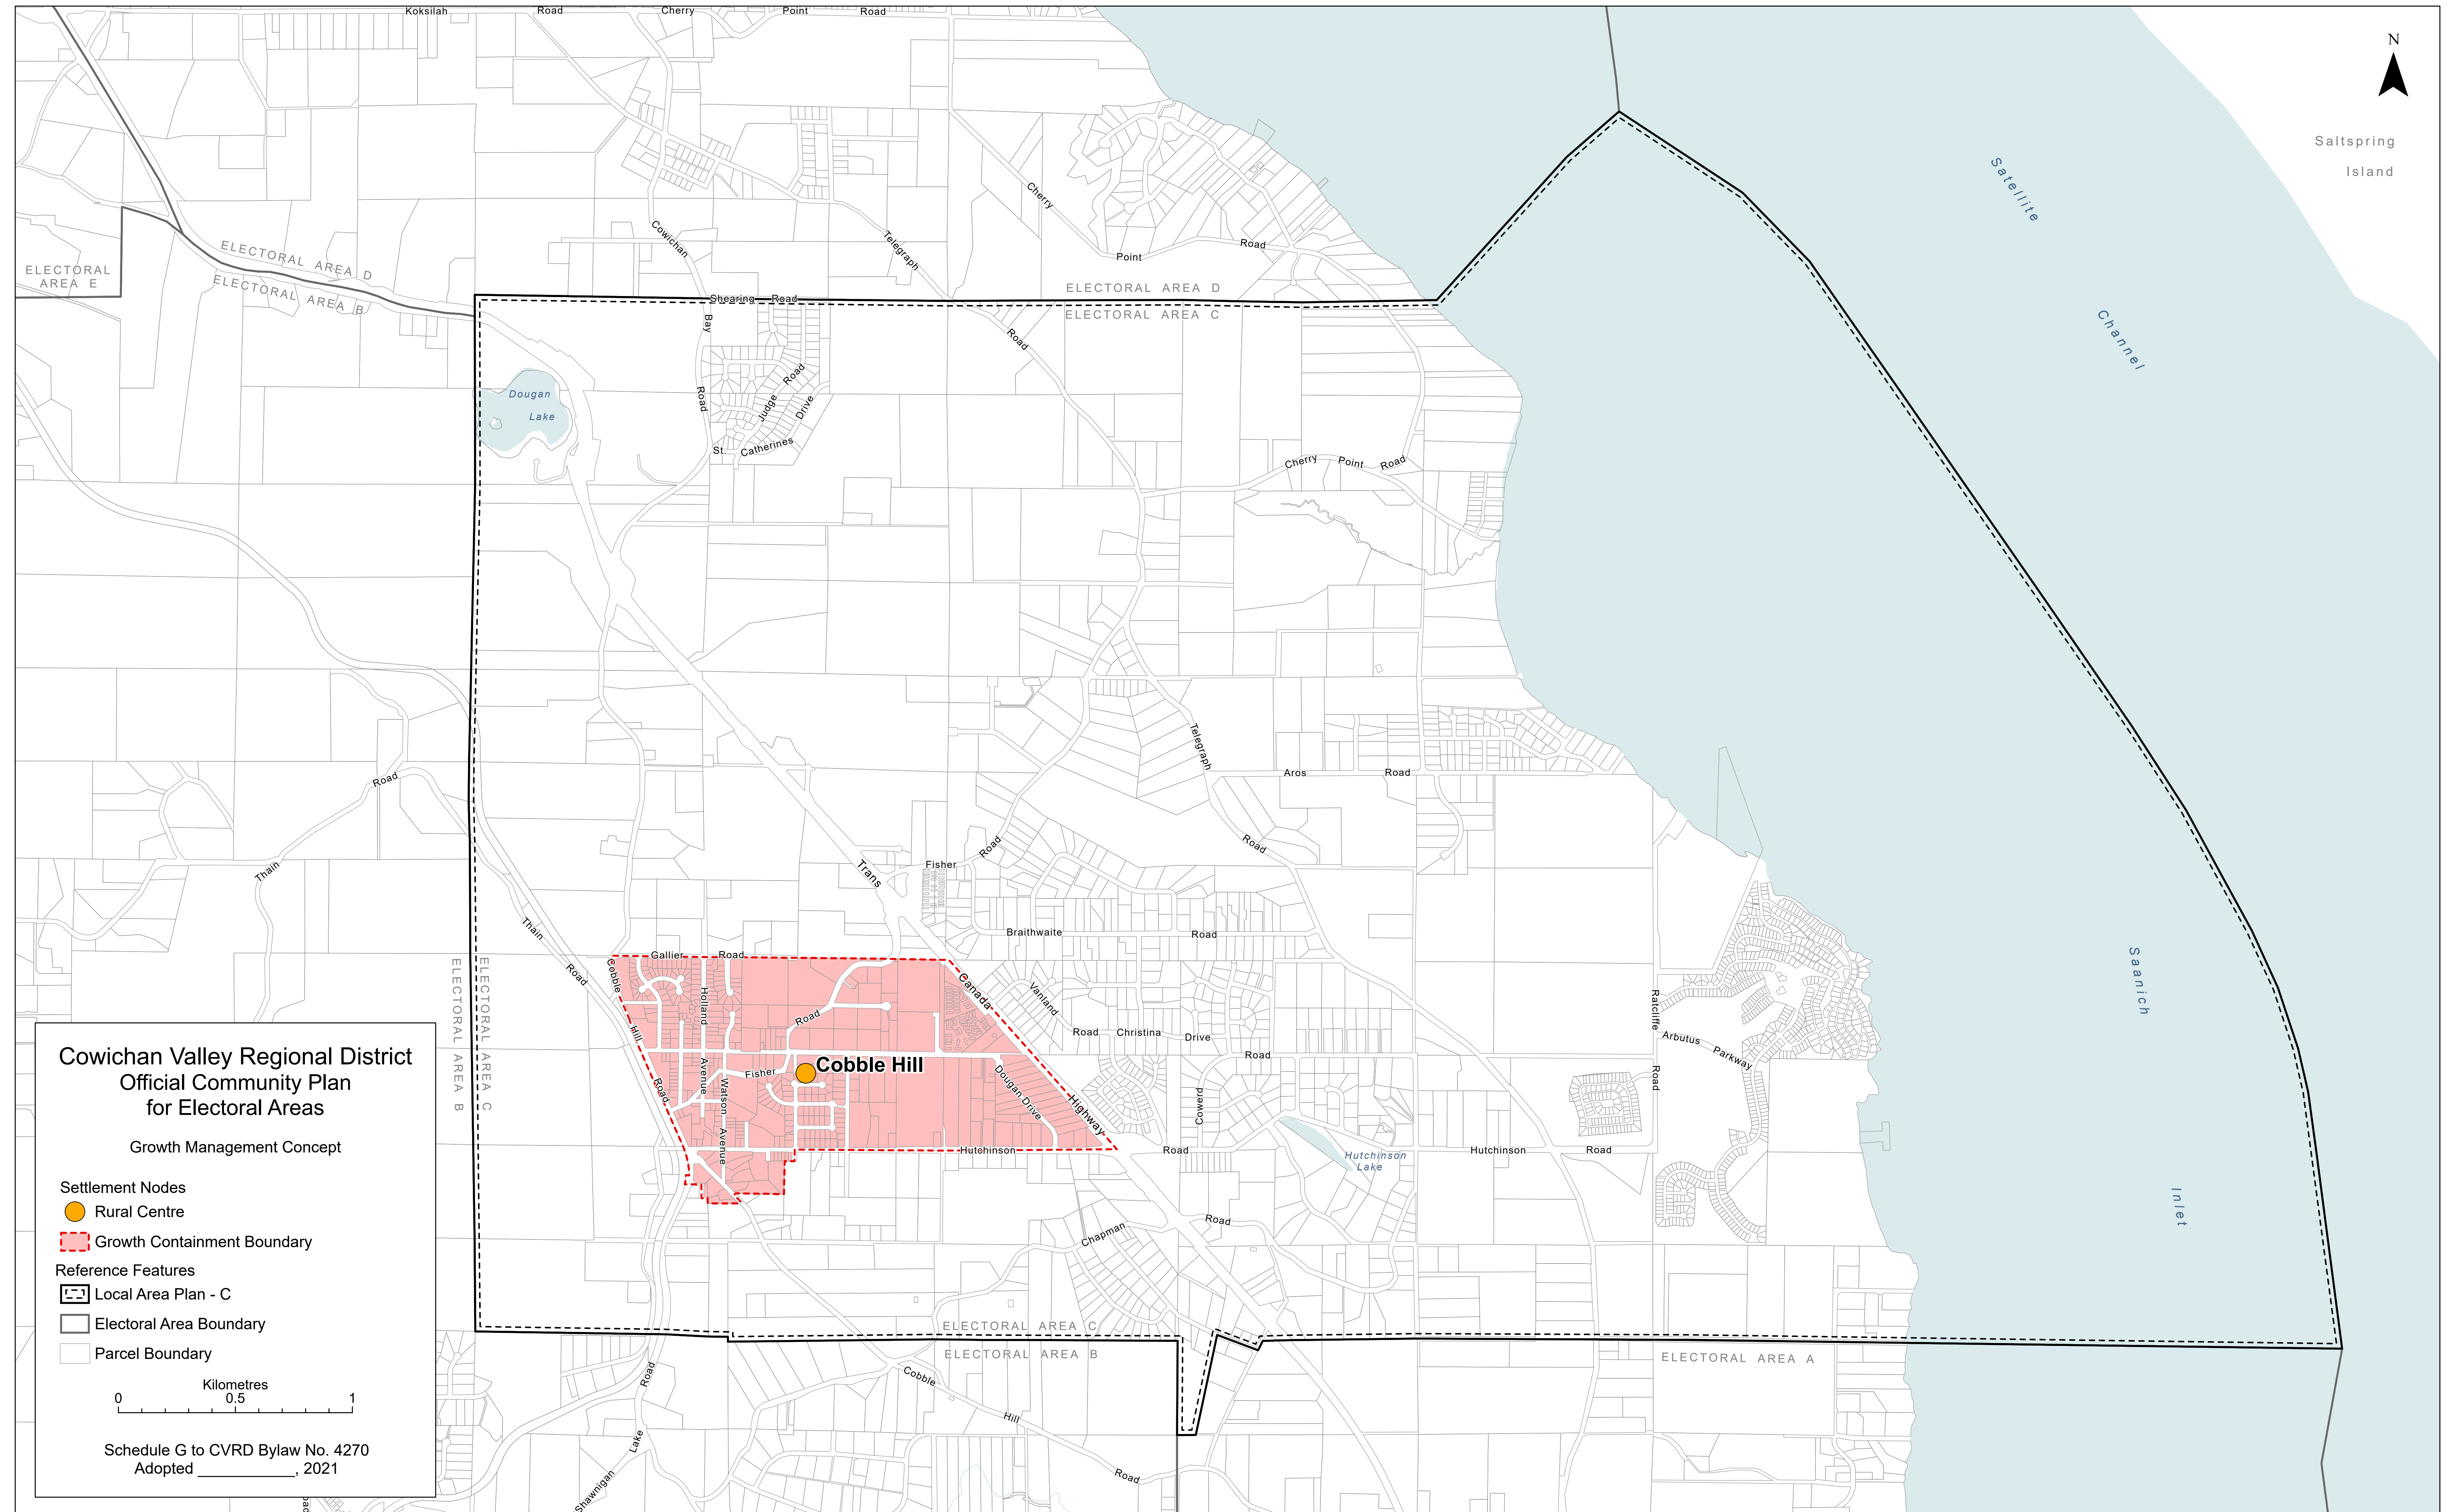 Koksilah Road Cherry Point Road
N
Saltspring
Island
Satellite
Channel
Cherry
Cowichan
Telegraph
Point
Road
ELECTORAL AREA D
ELECTORAL AREA B
ELECTORAL
AREA E
ELECTORAL AREA D
ELECTORAL AREA C
Shearing Road
Bay
Road
Road
Dougan
Lake
Judge
Road
Drive
St. Catherines
Cherry Point Road
Telegraph
Road
Aros Road
Road
Thain
Trans
Canada
Highway
Fisher
Road
Braithwaite Road
Thain
Road
Gallier Road
Cobble
Hill
Road
Holland
Avenue
Watson
Avenue
Road
Fisher
Cobble Hill
Dougan Drive
Vanland
Road Christina Drive
Road
Cowerd
Ratcliffe
Road
Arbutus Parkway
Saanich
Inlet
ELECTORAL AREA B
ELECTORAL AREA C
Hutchinson Road
Hutchinson
Lake
Hutchinson Road
Chapman Road
ELECTORAL AREA C
ELECTORAL AREA B
ELECTORAL AREA A
Cobble
Hill
Road
Road
Lake
Shawnigan
Cowichan Valley Regional District
Official Community Plan
for Electoral Areas
Growth Management Concept
Settlement Nodes
Rural Centre
Growth Containment Boundary
Reference Features
Local Area Plan - C
Electoral Area Boundary
Parcel Boundary
Kilometres
0 0.5 1
Schedule G to CVRD Bylaw No. 4270
Adopted ___________, 2021